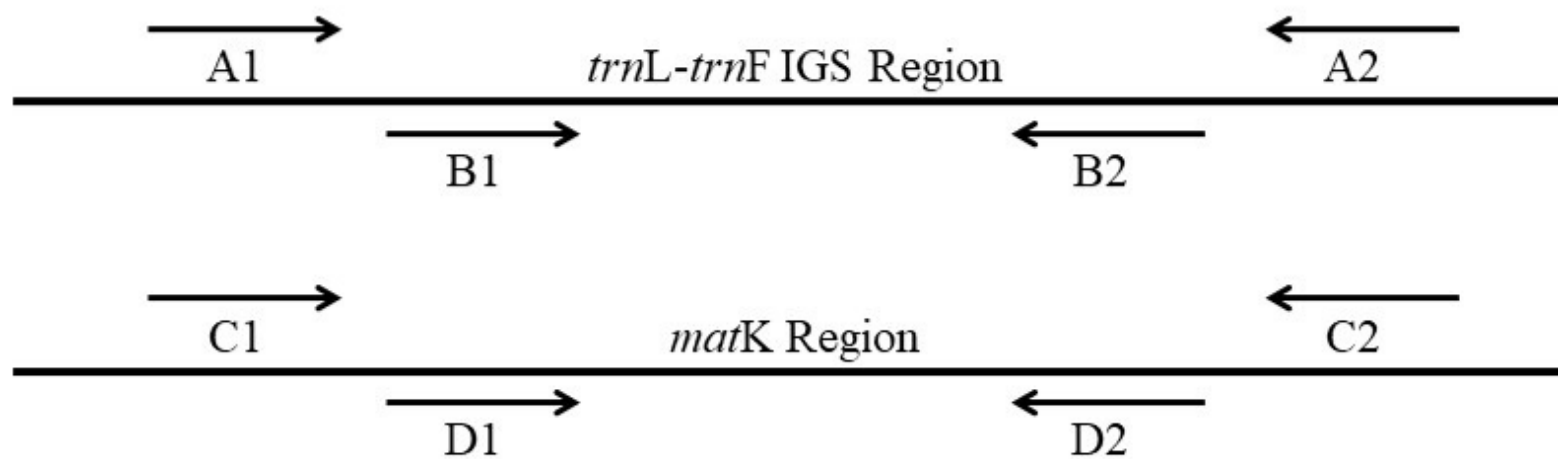 A1 trnL-trnF IGS Region A2
B1 B2
C1 matK Region C2
D1 D2